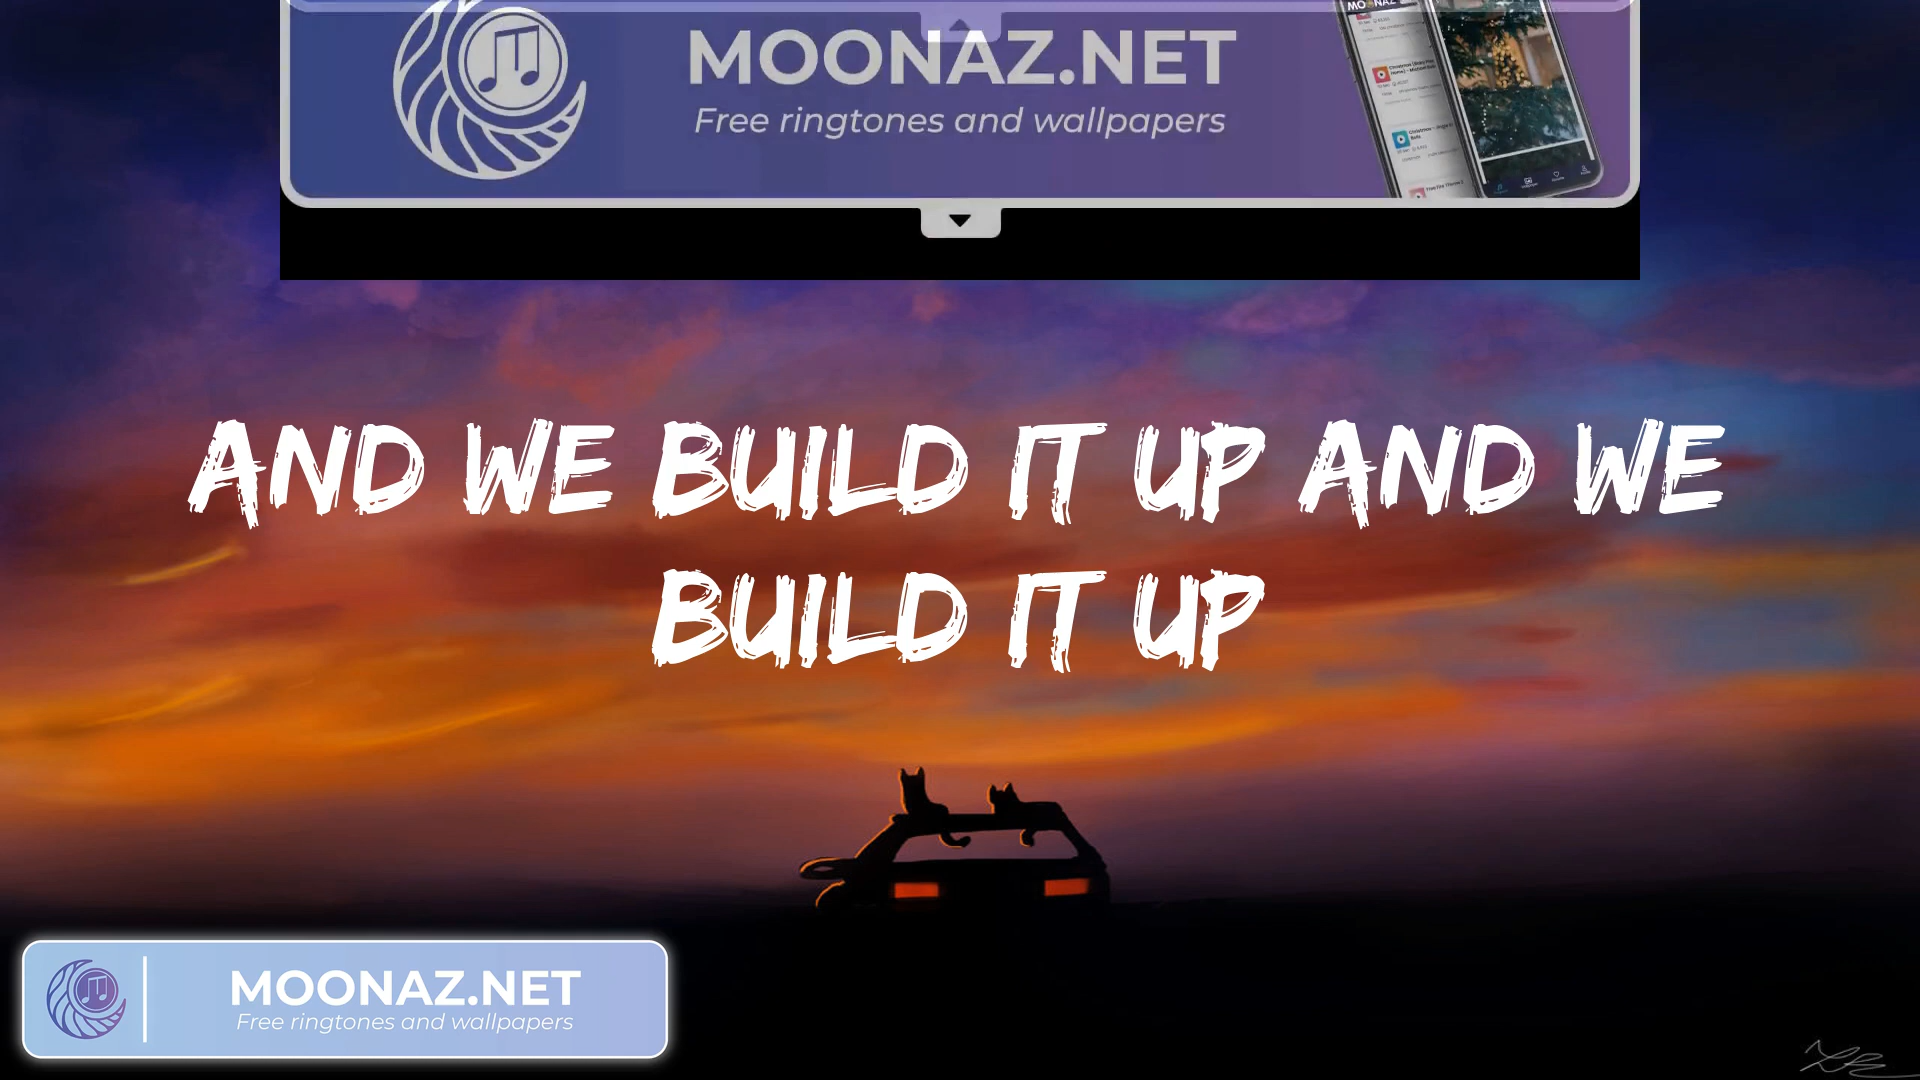 MOONAZ.NET
Free ringtones and wallpapers
AND WE BUILD IT UP AND WE
BUILD IT UP
MOONAZ.NET
Free ringtones and wallpapers